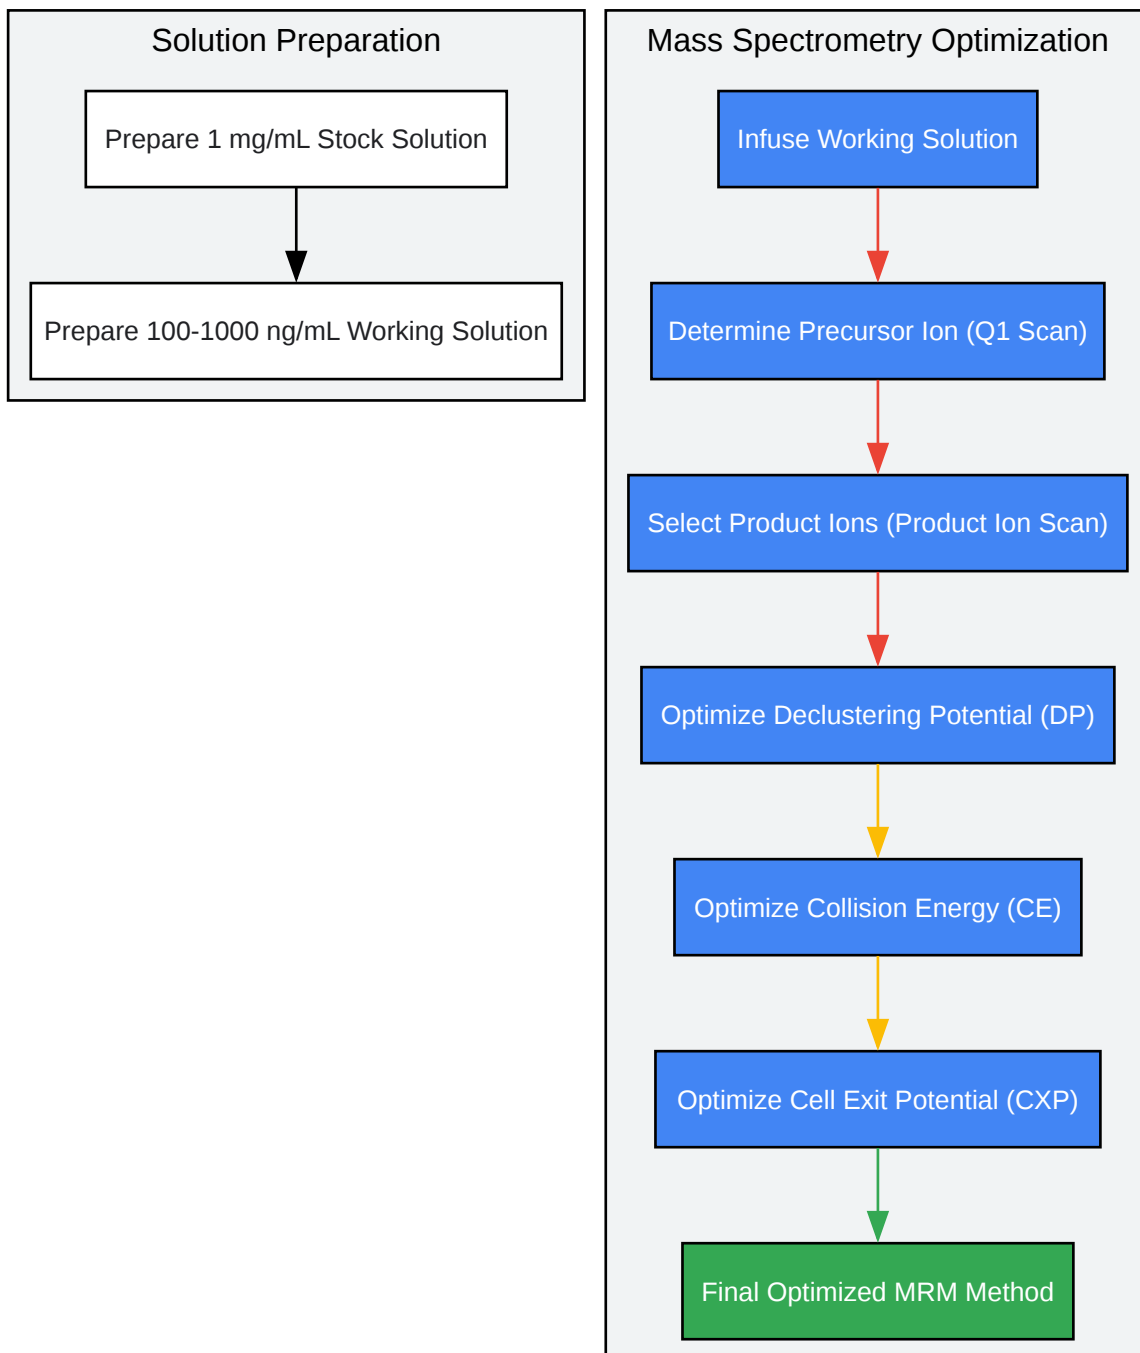 Solution Preparation
Prepare 1 mg/mL Stock Solution
Prepare 100-1000 ng/mL Working Solution
Mass Spectrometry Optimization
Infuse Working Solution
Determine Precursor Ion (Q1 Scan)
Select Product Ions (Product Ion Scan)
Optimize Declustering Potential (DP)
Optimize Collision Energy (CE)
Optimize Cell Exit Potential (CXP)
Final Optimized MRM Method